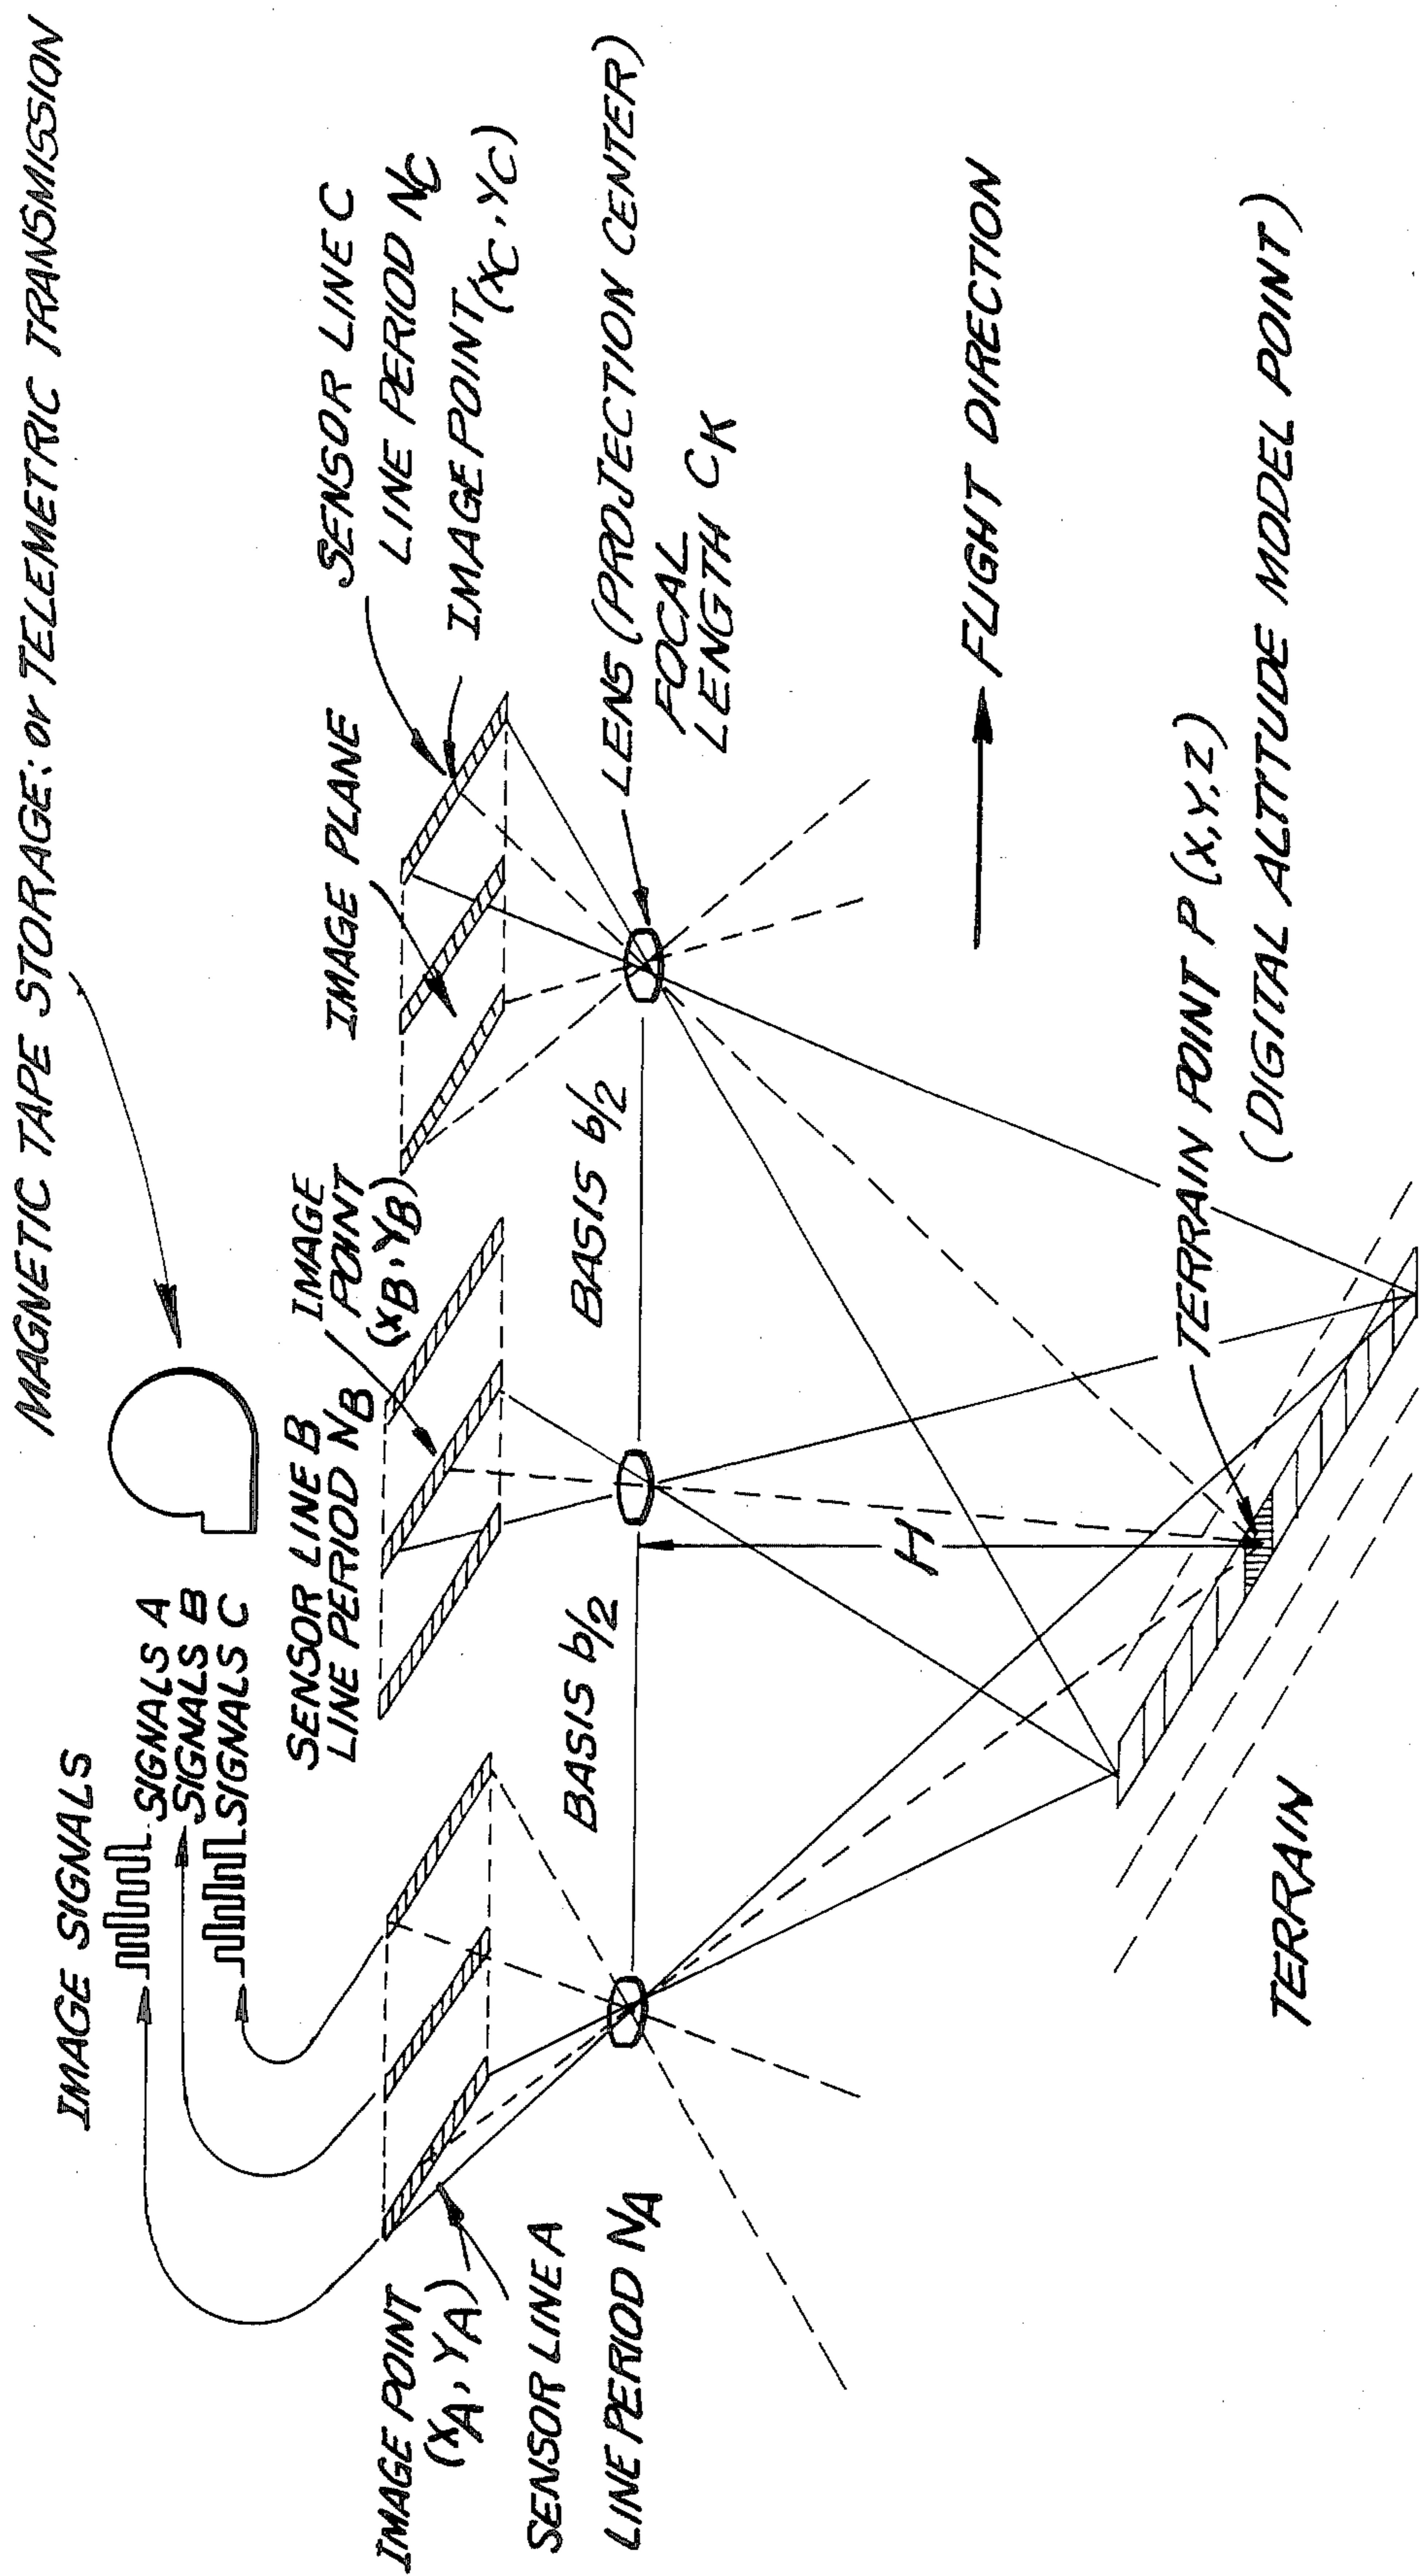 MAGNETIC TAPE STORAGE: or TELEMETRIC TRANSMISSION
IMAGE SIGNALS
SIGNALS A
SIGNALS B
SIGNALS C
SENSOR LINE B
LINE PERIOD NB
IMAGE
POINT
(XB, YB)
IMAGE PLANE
SENSOR LINE C
LINE PERIOD NC
IMAGE POINT
(XC, YC)
IMAGE POINT
(XA, YA)
SENSOR LINE A
LINE PERIOD NA
BASIS b/2
BASIS b/2
LENS (PROJECTION CENTER)
FOCAL
LENGTH CK
H
FLIGHT DIRECTION
TERRAIN POINT P (X,Y,Z)
(DIGITAL ALTITUDE MODEL POINT)
TERRAIN